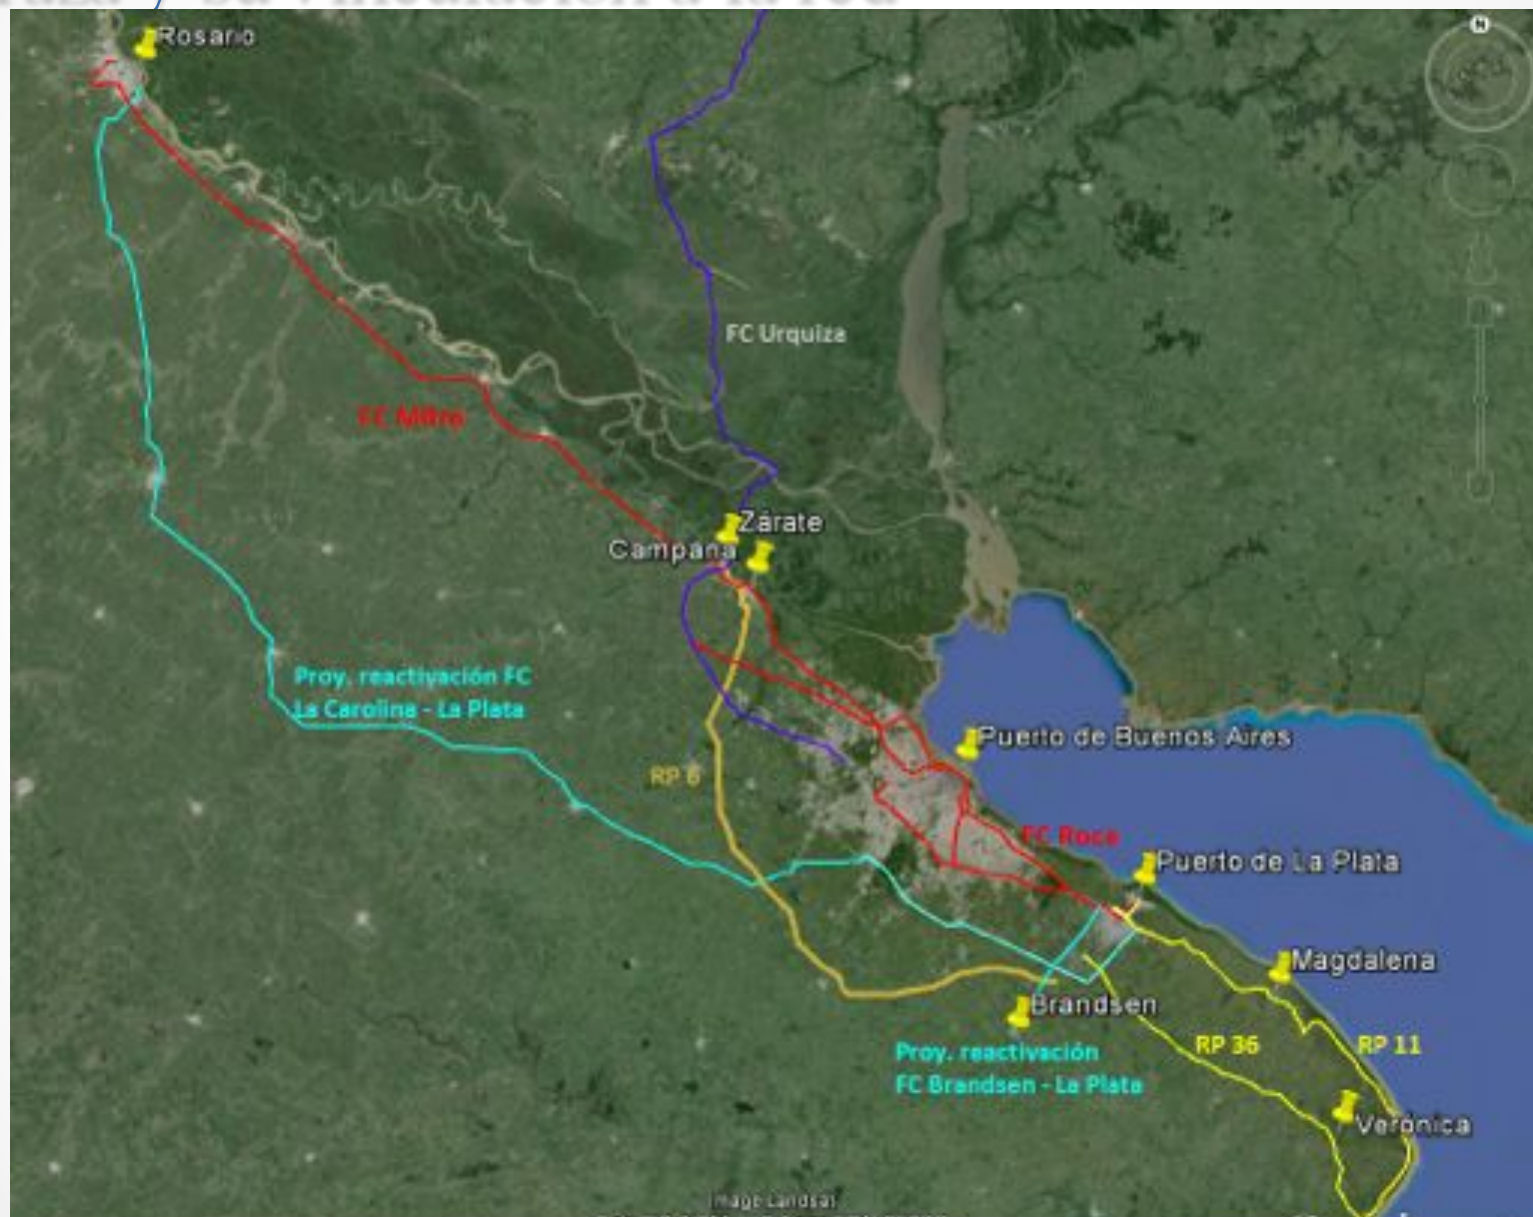 Rosario
FC Urquiza
FC Mitre
Zárate
Campana
Proy. reactivación FC
La Carolina - La Plata
Puerto de Buenos Aires
RP 6
FC Roca
Puerto de La Plata
Magdalena
Brandsen
RP 36
RP 11
Proy. reactivación
FC Brandsen - La Plata
Verónica
Image Landsat
N